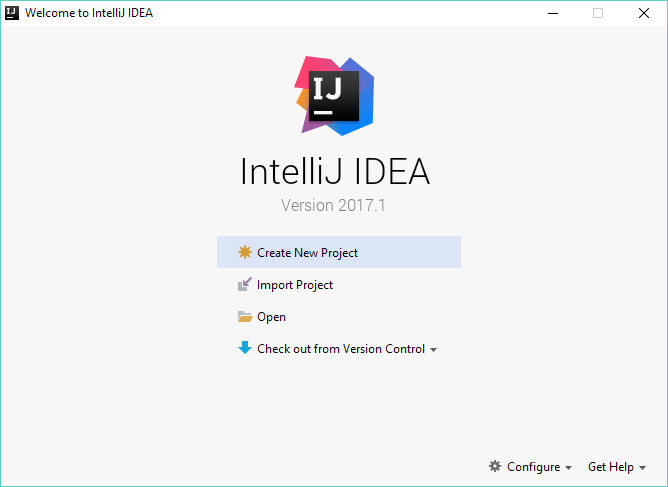 Welcome to IntelliJ IDEA
IJ
IntelliJ IDEA
Version 2017.1
Create New Project
Import Project
Open
Check out from Version Control
Configure
Get Help